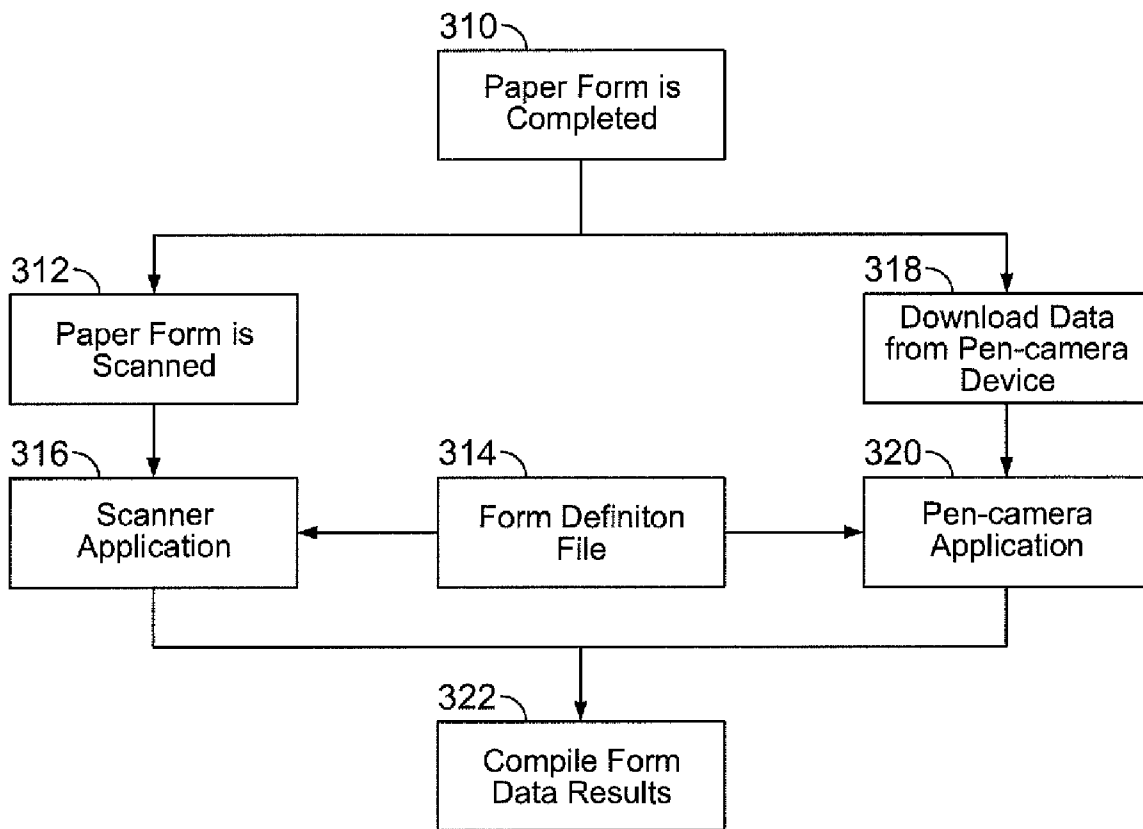 310
Paper Form is
Completed
312
Paper Form is
Scanned
318
Download Data
from Pen-camera
Device
316
Scanner
Application
314
Form Definiton
File
320
Pen-camera
Application
322
Compile Form
Data Results